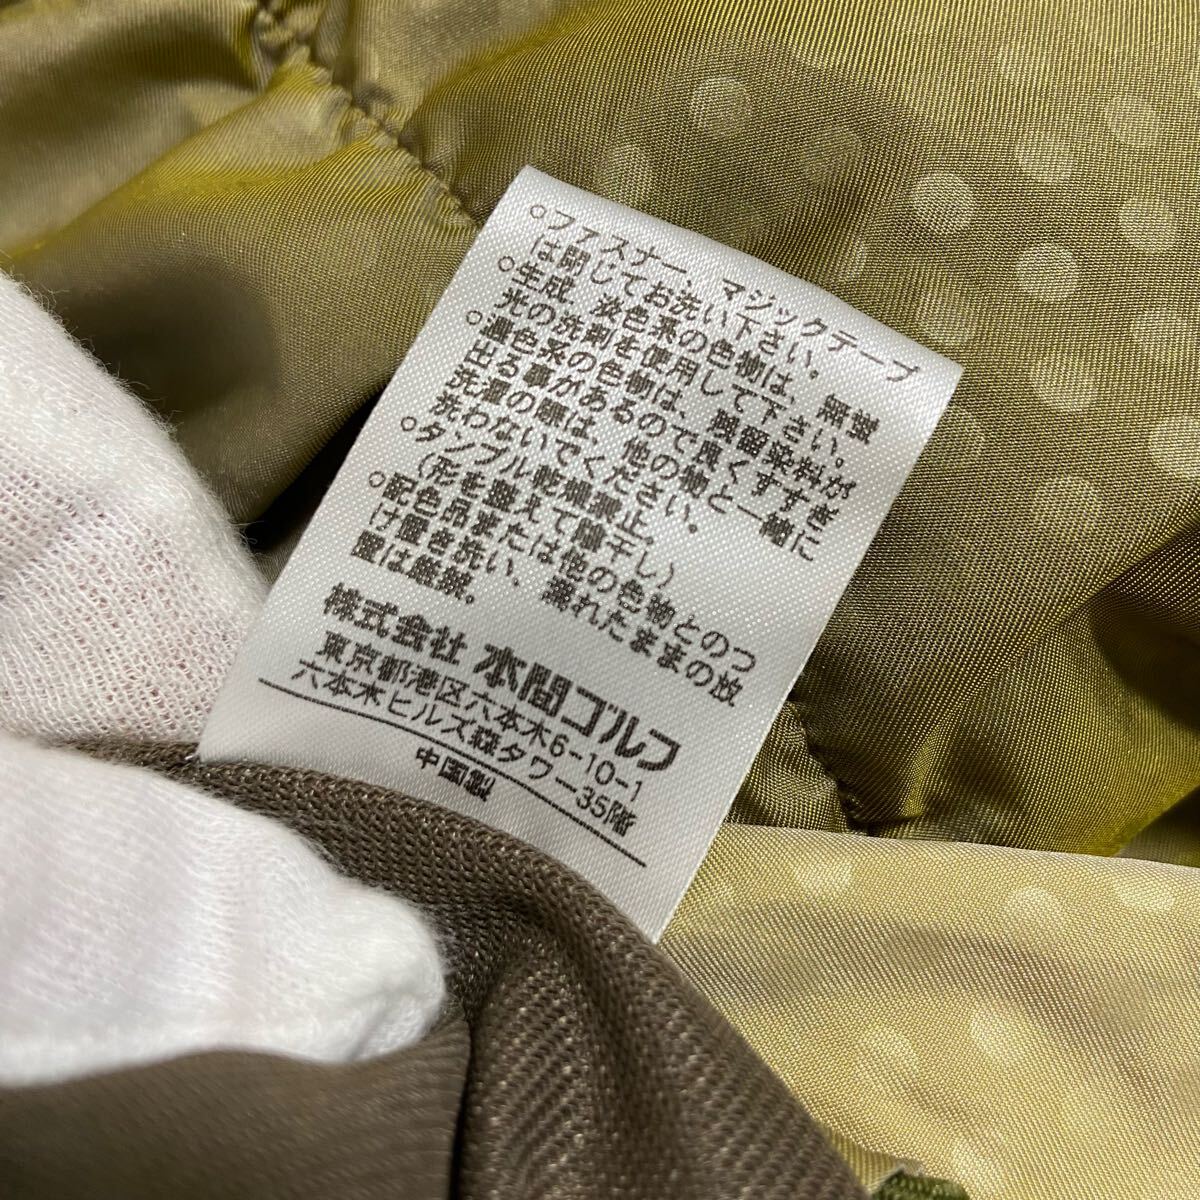 ○ファスナー、マジックテープ
は閉じてお洗い下さい。
○生成、淡色系の色物は、無蛍
光の洗剤を使用して下さい。
○濃色系の色物は、残留染料が
出る事があるので良くすすぎ
洗濯の際は、他の物と一緒に
洗わないでください。
○タンブル乾燥禁止
(形を整えて陰干し)
○配色品または他の色物とのつ
け置き洗い、濡れたままの放
置は厳禁。
株式会社 本間ゴルフ
東京都港区六本木6-10-1
六本木ヒルズ森タワー35階
中国製